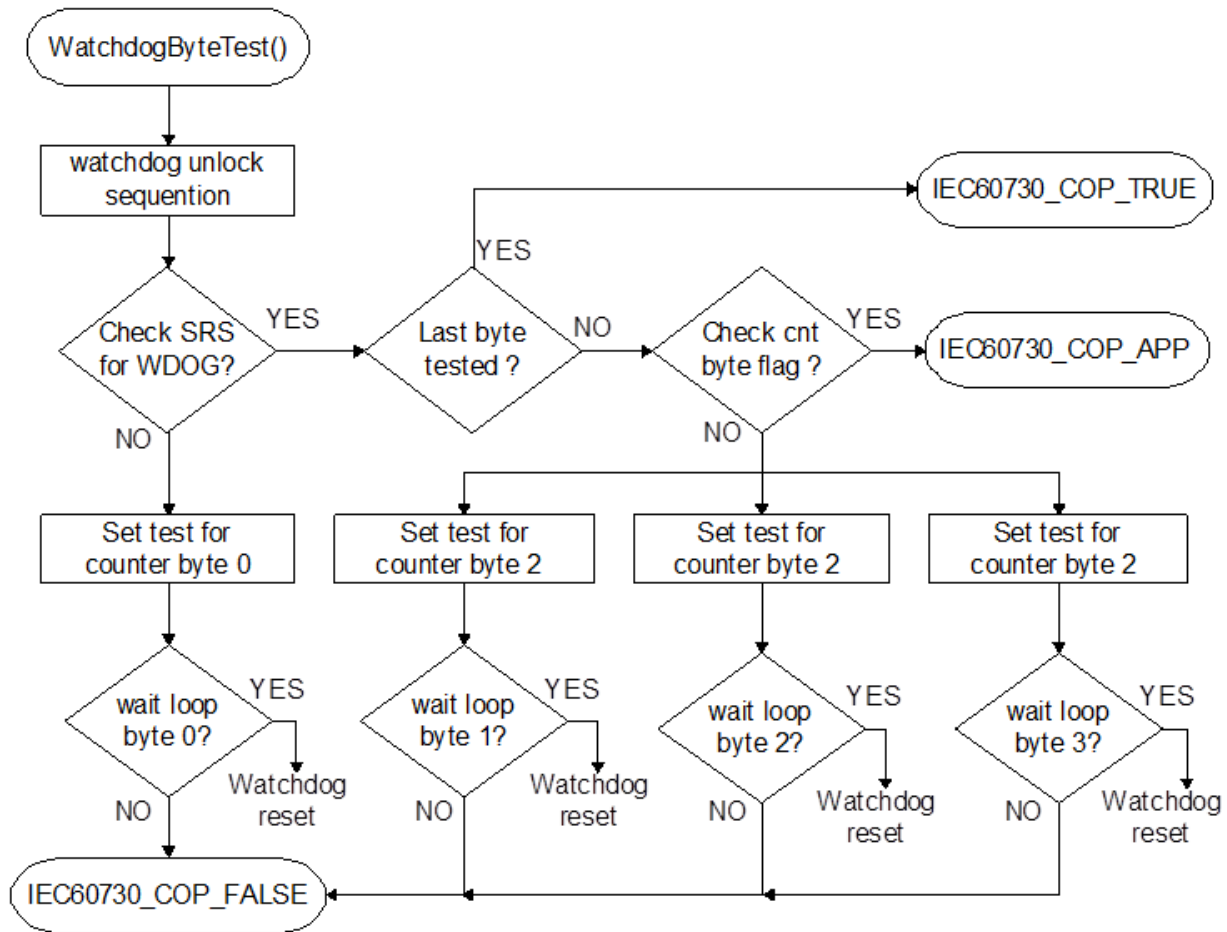 WatchdogByteTest()
watchdog unlock
sequention
IEC60730_COP_TRUE
YES
Check SRS
for WDOG?
YES
Last byte
tested ?
NO
Check cnt
byte flag ?
YES
IEC60730_COP_APP
NO
NO
Set test for
counter byte 0
Set test for
counter byte 2
Set test for
counter byte 2
Set test for
counter byte 2
wait loop
byte 0?
YES
Watchdog
reset
NO
wait loop
byte 1?
YES
Watchdog
reset
NO
wait loop
byte 2?
YES
Watchdog
reset
NO
wait loop
byte 3?
YES
Watchdog
reset
NO
IEC60730_COP_FALSE